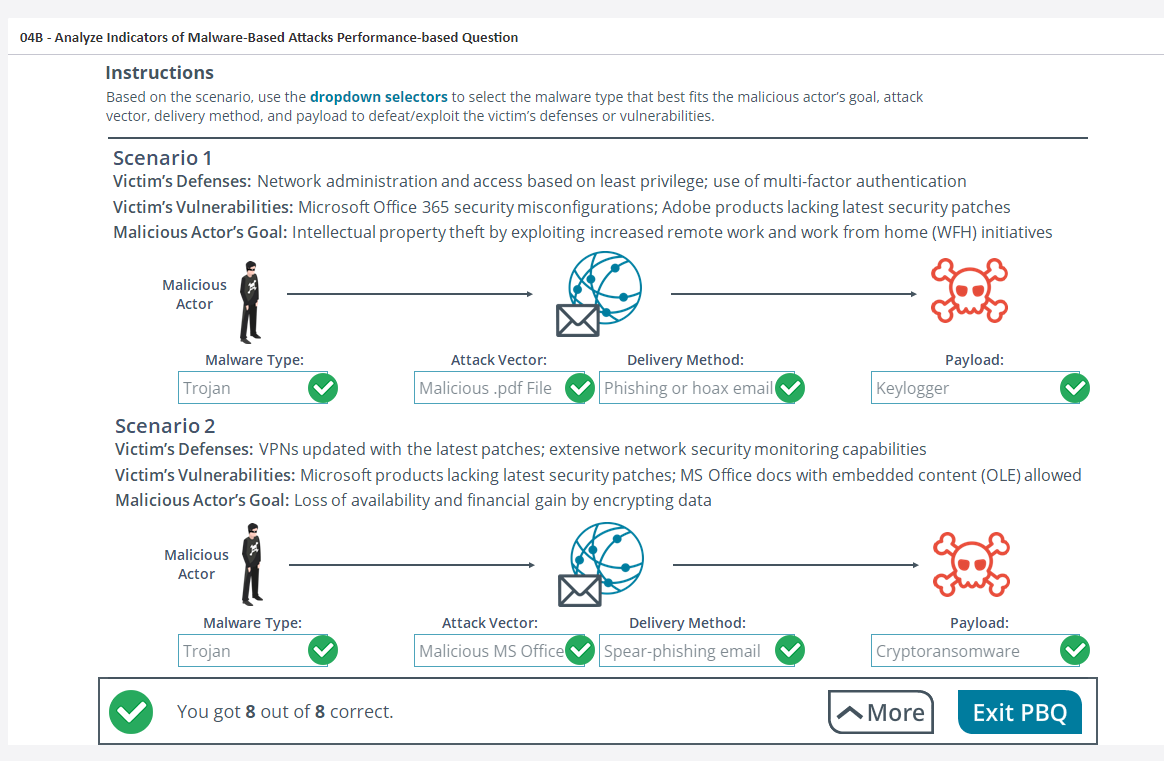 04B - Analyze Indicators of Malware-Based Attacks Performance-based Question
Instructions
Based on the scenario, use the dropdown selectors to select the malware type that best fits the malicious actor’s goal, attack
vector, delivery method, and payload to defeat/exploit the victim’s defenses or vulnerabilities.
Scenario 1
Victim’s Defenses: Network administration and access based on least privilege; use of multi-factor authentication
Victim’s Vulnerabilities: Microsoft Office 365 security misconfigurations; Adobe products lacking latest security patches
Malicious Actor’s Goal: Intellectual property theft by exploiting increased remote work and work from home (WFH) initiatives
Malicious
Actor
Malware Type: Attack Vector: Delivery Method: Payload:
Trojan Malicious .pdf File Phishing or hoax email Keylogger
Scenario 2
Victim’s Defenses: VPNs updated with the latest patches; extensive network security monitoring capabilities
Victim’s Vulnerabilities: Microsoft products lacking latest security patches; MS Office docs with embedded content (OLE) allowed
Malicious Actor’s Goal: Loss of availability and financial gain by encrypting data
Malicious
Actor
Malware Type: Attack Vector: Delivery Method: Payload:
Trojan Malicious MS Office Spear-phishing email Cryptoransomware
You got 8 out of 8 correct. More Exit PBQ